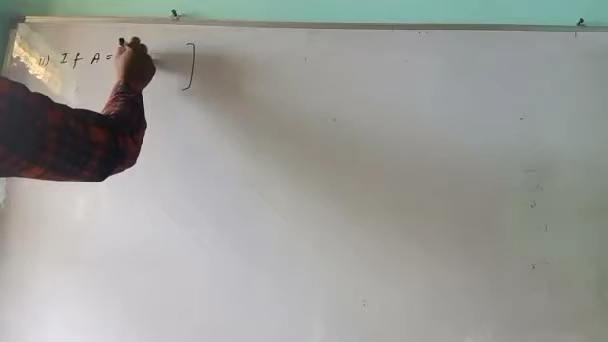 11) If A = ]